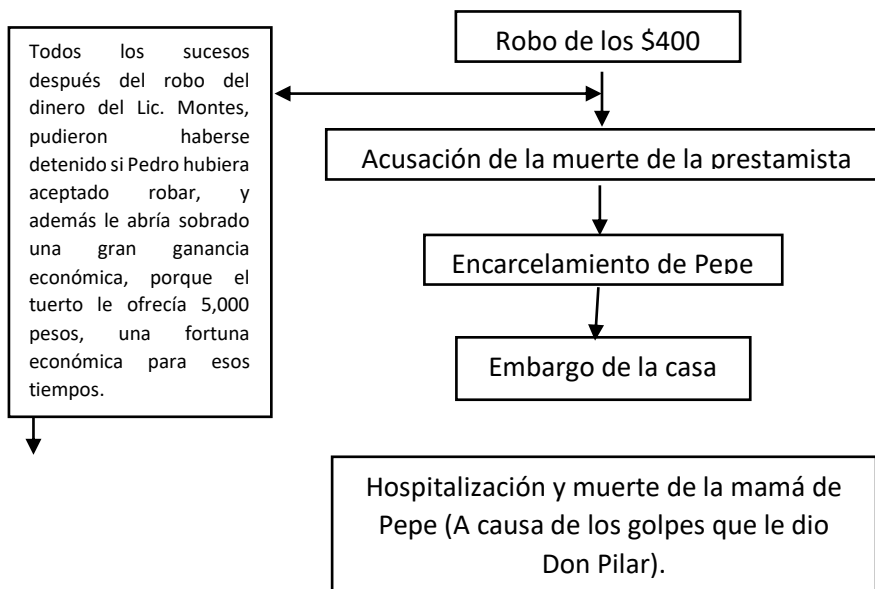 Todos los sucesos
después del robo del
dinero del Lic. Montes,
pudieron haberse
detenido si Pedro hubiera
aceptado robar, y
además le abría sobrado
una gran ganancia
económica, porque el
tuerto le ofrecía 5,000
pesos, una fortuna
económica para esos
tiempos.
Robo de los $400
Acusación de la muerte de la prestamista
Encarcelamiento de Pepe
Embargo de la casa
Hospitalización y muerte de la mamá de
Pepe (A causa de los golpes que le dio
Don Pilar).